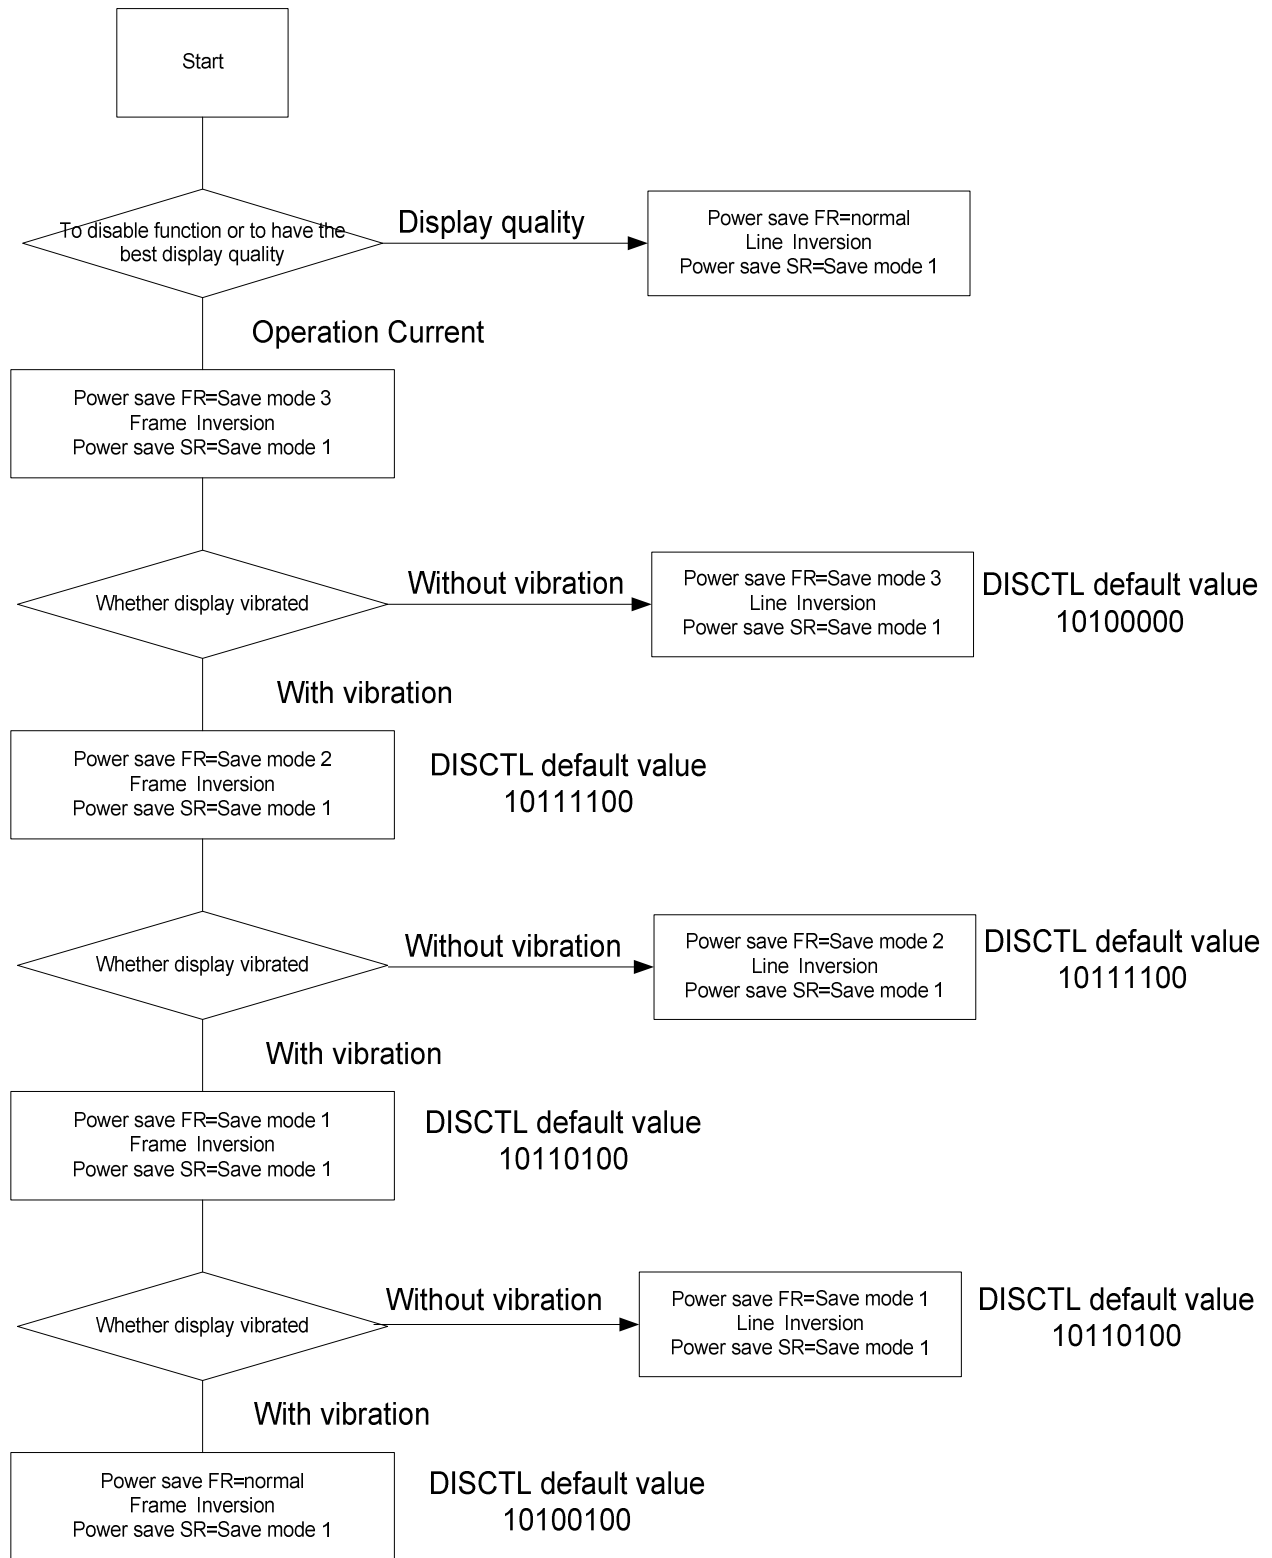 Start
To disable function or to have the
best display quality
Display quality
Power save FR=normal
Line Inversion
Power save SR=Save mode 1
Operation Current
Power save FR=Save mode 3
Frame Inversion
Power save SR=Save mode 1
Whether display vibrated
Without vibration
Power save FR=Save mode 3
Line Inversion
Power save SR=Save mode 1
DISCTL default value
10100000
With vibration
Power save FR=Save mode 2
Frame Inversion
Power save SR=Save mode 1
DISCTL default value
10111100
Whether display vibrated
Without vibration
Power save FR=Save mode 2
Line Inversion
Power save SR=Save mode 1
DISCTL default value
10111100
With vibration
Power save FR=Save mode 1
Frame Inversion
Power save SR=Save mode 1
DISCTL default value
10110100
Whether display vibrated
Without vibration
Power save FR=Save mode 1
Line Inversion
Power save SR=Save mode 1
DISCTL default value
10110100
With vibration
Power save FR=normal
Frame Inversion
Power save SR=Save mode 1
DISCTL default value
10100100